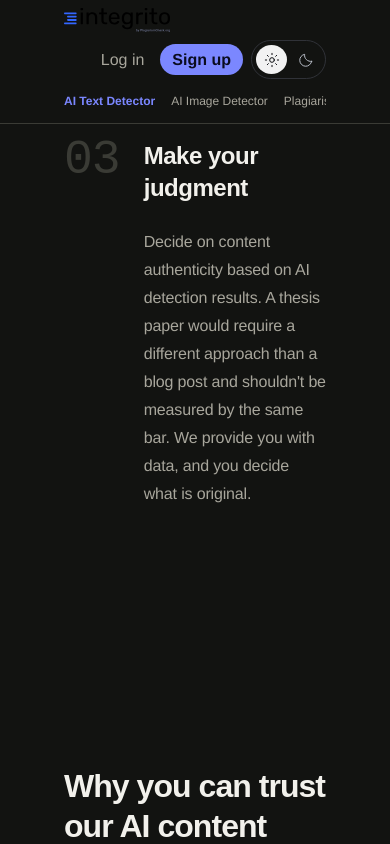 integrito
Log in
Sign up
AI Text Detector
AI Image Detector
Plagiaris
03
Make your
judgment
Decide on content
authenticity based on AI
detection results. A thesis
paper would require a
different approach than a
blog post and shouldn't be
measured by the same
bar. We provide you with
data, and you decide
what is original.
Why you can trust
our AI content